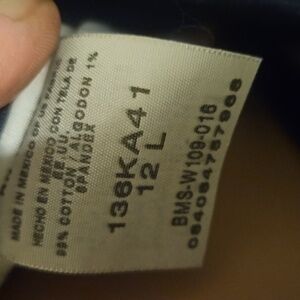 MADE IN MEXICO OF US FABRIC
HECHO EN MEXICO CON TELA DE
EE.UU.
99% COTTON / ALGODON 1%
SPANDEX
136KA41
12 L
BMS-W109-016